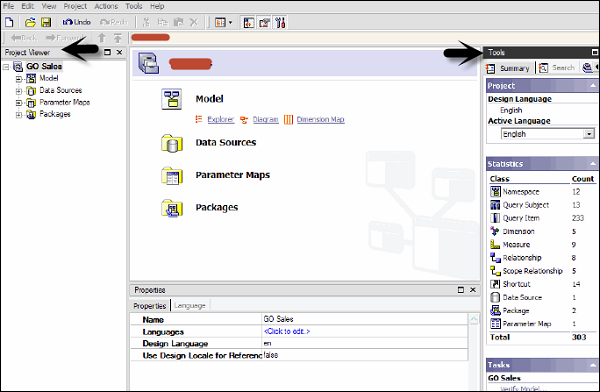 File Edit View Project Actions Tools Help
Undo Redo
Back Forward
Project Viewer
GO Sales
Model
Data Sources
Parameter Maps
Packages
Model
Explorer Diagram Dimension Map
Data Sources
Parameter Maps
Packages
Properties
Properties Language
Name GO Sales
Languages <Click to edit.>
Design Language en
Use Design Locale for Referenc false
Tools
Summary Search
Project
Design Language
English
Active Language
English
Statistics
Class Count
Namespace 12
Query Subject 13
Query Item 233
Dimension 5
Measure 9
Relationship 8
Scope Relationship 5
Shortcut 14
Data Source 1
Package 2
Parameter Map 1
Total 303
Tasks
GO Sales
Verify Model...